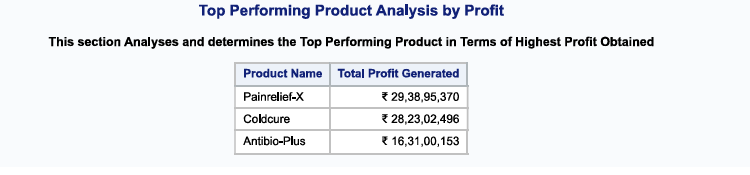 Top Performing Product Analysis by Profit
This section Analyses and determines the Top Performing Product in Terms of Highest Profit Obtained
Product Name Total Profit Generated
Painrelief-X ₹ 29,38,95,370
Coldcure ₹ 28,23,02,496
Antibio-Plus ₹ 16,31,00,153